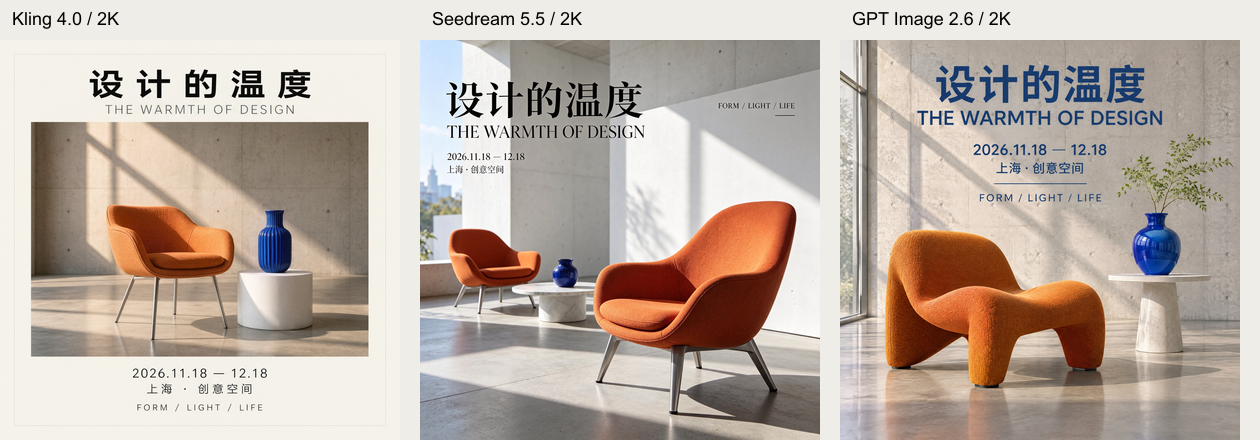 Kling 4.0 / 2K
设计的温度
THE WARMTH OF DESIGN
2026.11.18 — 12.18
上海 · 创意空间
FORM / LIGHT / LIFE
Seedream 5.5 / 2K
设计的温度
THE WARMTH OF DESIGN
FORM / LIGHT / LIFE
2026.11.18 — 12.18
上海·创意空间
GPT Image 2.6 / 2K
设计的温度
THE WARMTH OF DESIGN
2026.11.18 — 12.18
上海·创意空间
FORM / LIGHT / LIFE